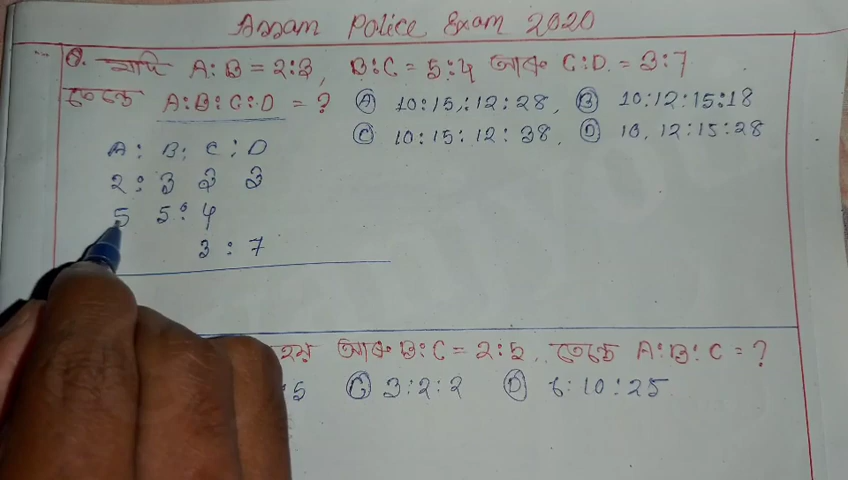 Assam Police Exam 2020
Q. যদি A:B = 2:3, B:C = 5:4 আৰু C:D. = 3:7
তেন্তে A:B:C:D = ? Ⓐ 10:15:12:28, Ⓑ 10:12:15:18
Ⓒ 10:15:12:38, Ⓓ 10, 12:15:28
A: B: C: D
2:3 3 3
5 5:4
3:7
হয় আৰু B:C = 2:5, তেন্তে A:B:C = ?
:5 Ⓒ 3:2:2 Ⓓ 6:10:25